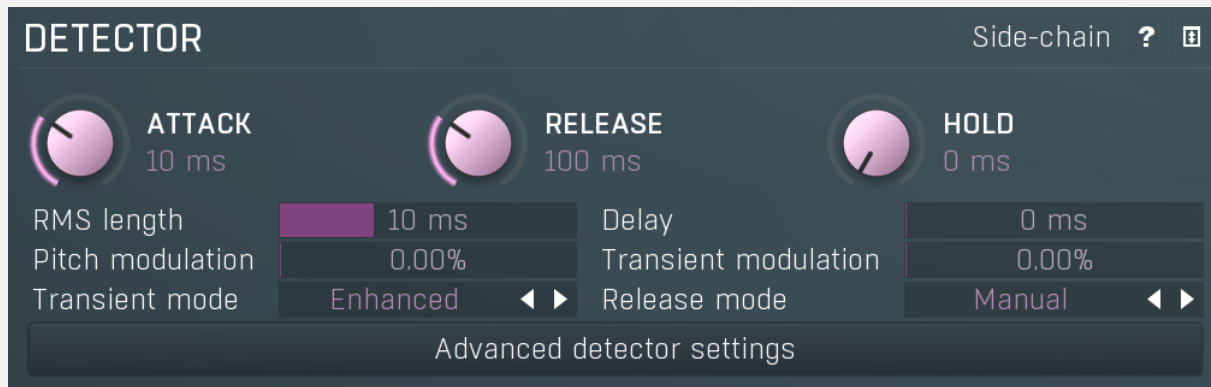 DETECTOR Side-chain ?
ATTACK RELEASE HOLD
10 ms 100 ms 0 ms
RMS length 10 ms Delay 0 ms
Pitch modulation 0.00% Transient modulation 0.00%
Transient mode Enhanced Release mode Manual
Advanced detector settings